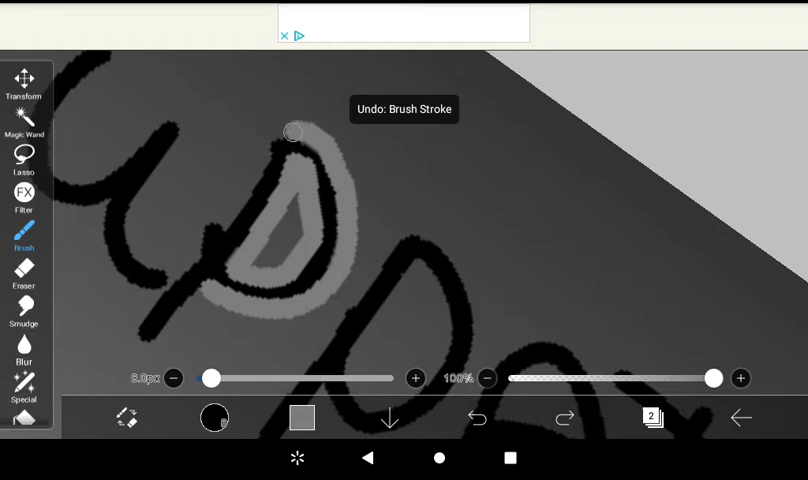 Undo: Brush Stroke
Transform
Magic Wand
Lasso
FX
Filter
Brush
Eraser
Smudge
Blur
Special
100%
2